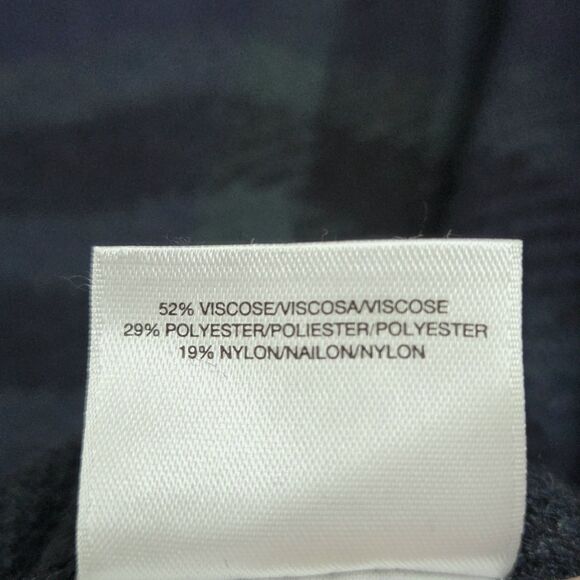 52% VISCOSE/VISCOSA/VISCOSE
29% POLYESTER/POLIESTER/POLYESTER
19% NYLON/NAILON/NYLON